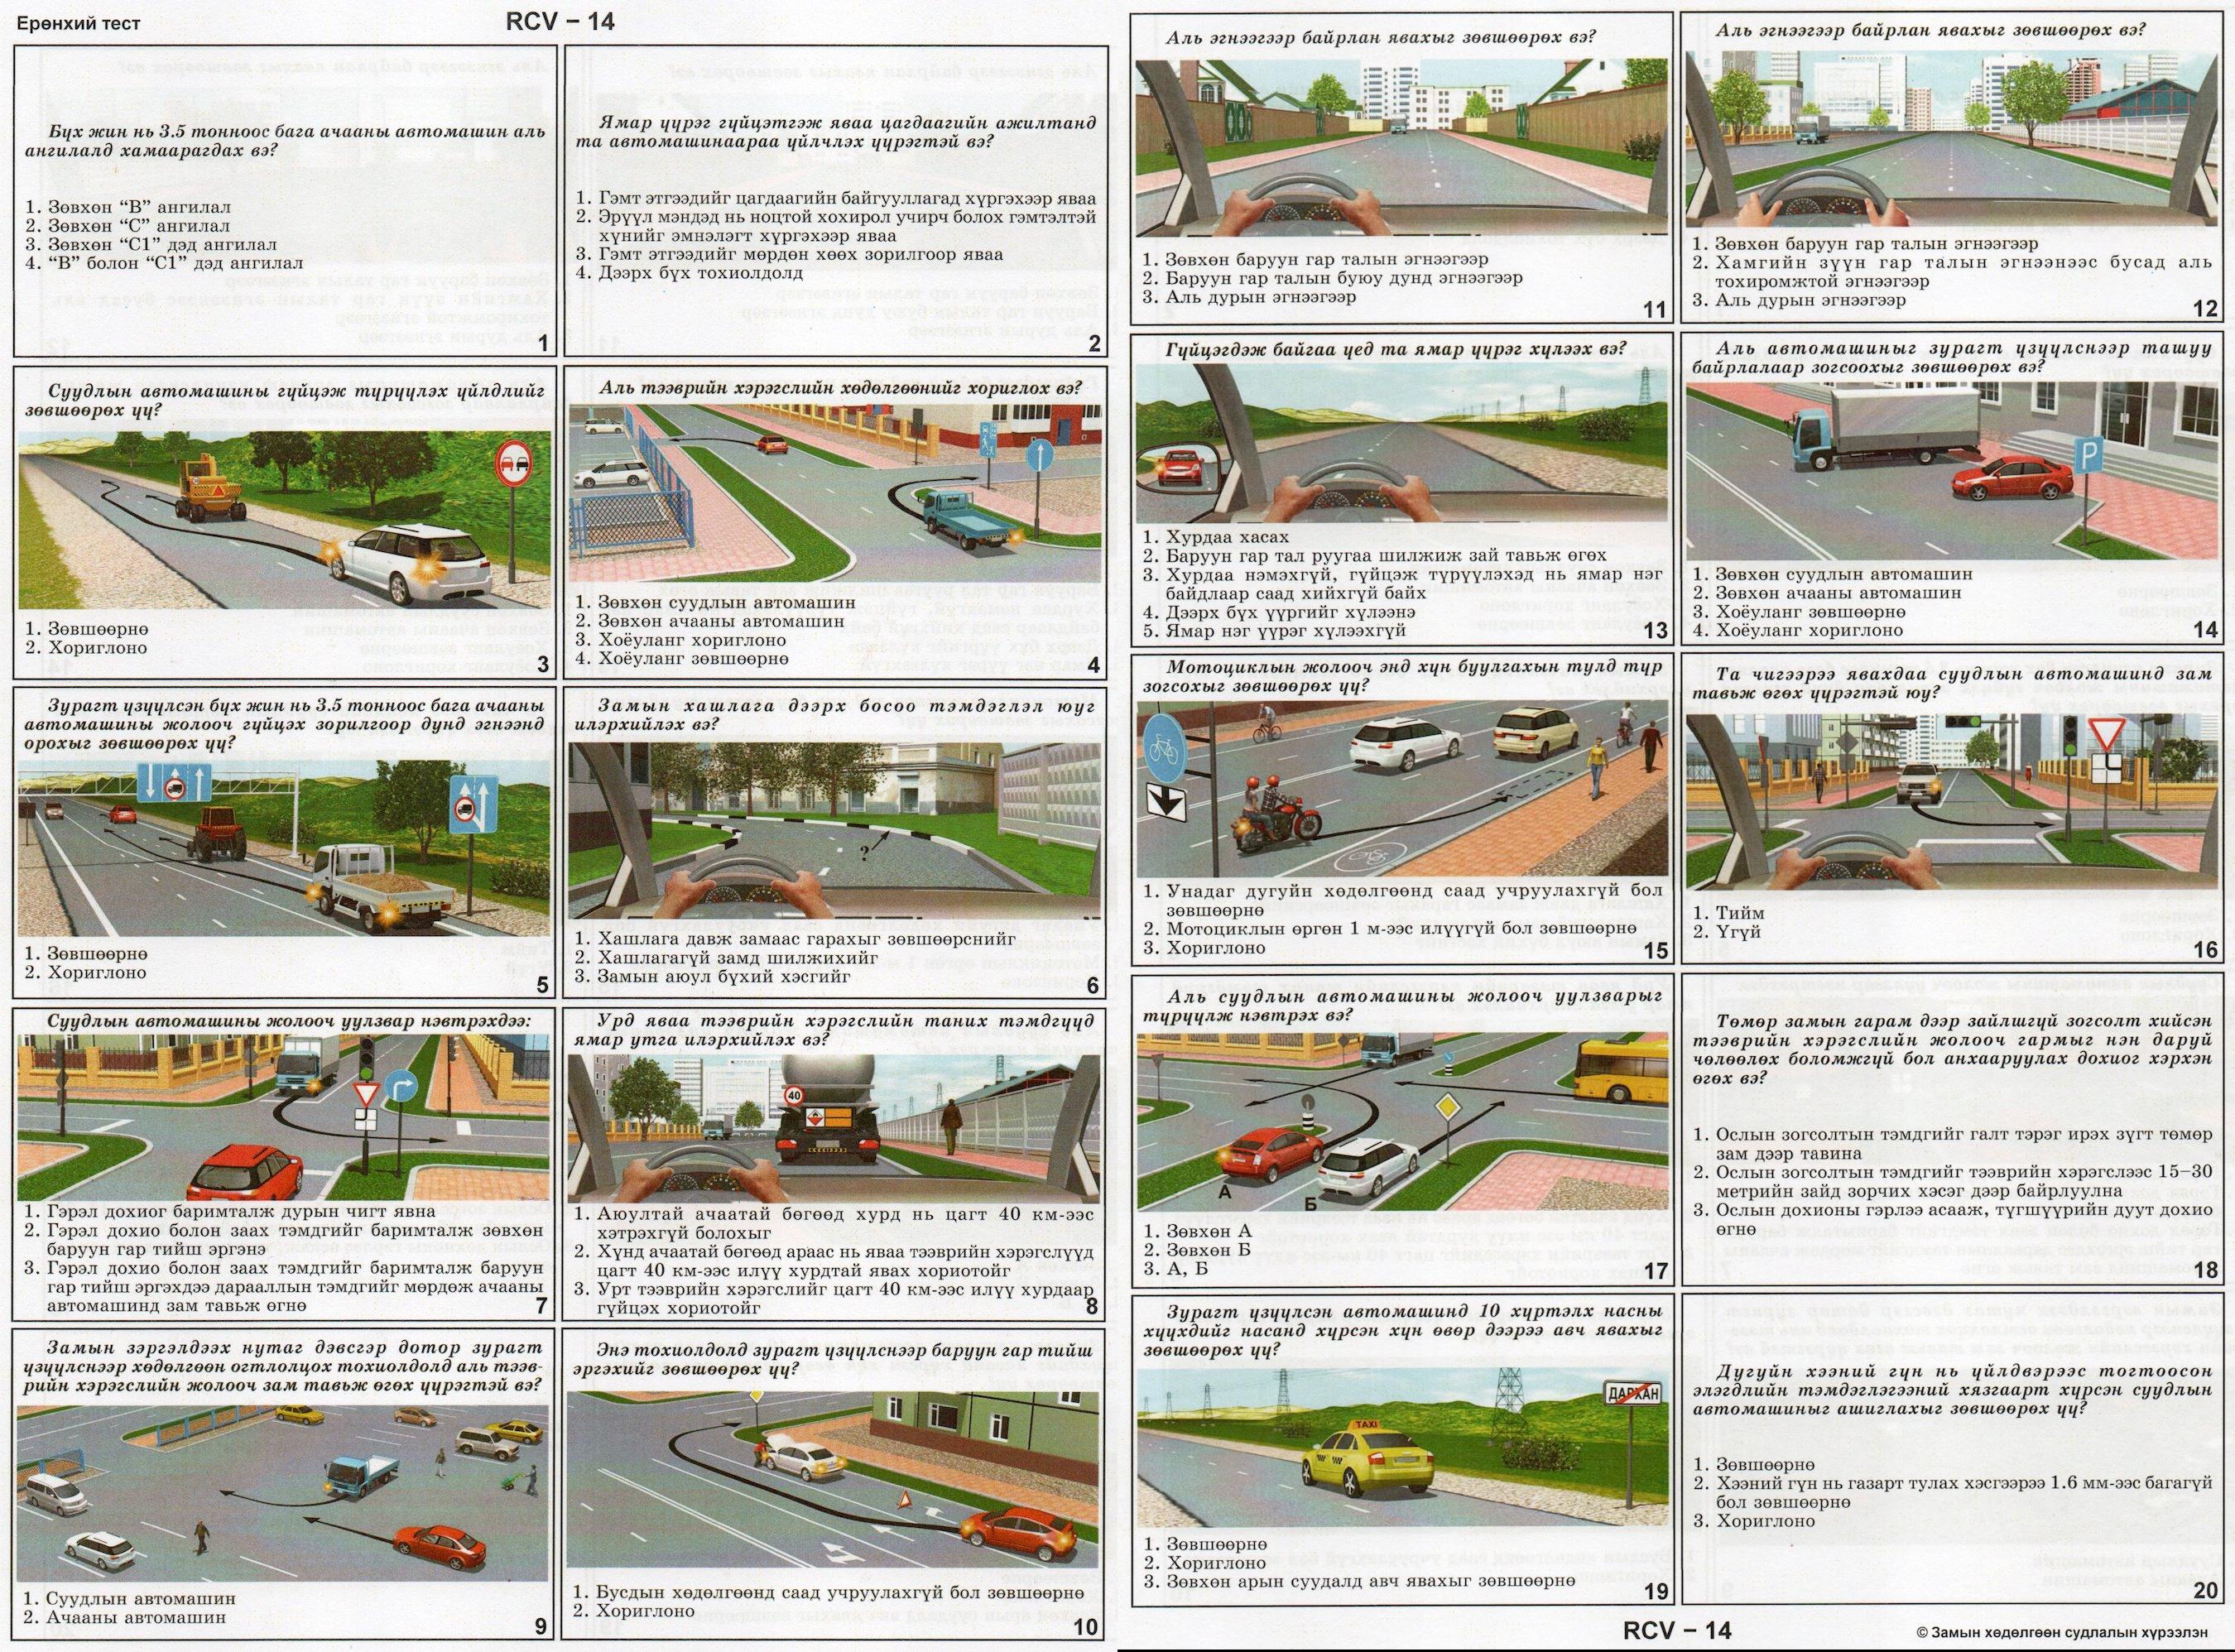 Ерөнхий тест
RCV – 14
Бүх жин нь 3.5 тонноос бага ачааны автомашин аль
ангилалд хамаарагдах вэ?
1. Зөвхөн “B” ангилал
2. Зөвхөн “C” ангилал
3. Зөвхөн “C1” дэд ангилал
4. “B” болон “C1” дэд ангилал
1
Ямар үүрэг гүйцэтгэж яваа цагдаагийн ажилтанд
та автомашинаараа үйлчлэх үүрэгтэй вэ?
1. Гэмт этгээдийг цагдаагийн байгууллагад хүргэхээр яваа
2. Эрүүл мэндэд нь ноцтой хохирол учирч болох гэмтэлтэй
хүнийг эмнэлэгт хүргэхээр яваа
3. Гэмт этгээдийг мөрдөн хөөх зорилгоор яваа
4. Дээрх бүх тохиолдолд
2
Суудлын автомашины гүйцэж түрүүлэх үйлдлийг
зөвшөөрөх үү?
1. Зөвшөөрнө
2. Хориглоно
3
Аль тээврийн хэрэгслийн хөдөлгөөнийг хориглох вэ?
1. Зөвхөн суудлын автомашин
2. Зөвхөн ачааны автомашин
3. Хоёуланг хориглоно
4. Хоёуланг зөвшөөрнө
4
Зурагт үзүүлсэн бүх жин нь 3.5 тонноос бага ачааны
автомашины жолооч гүйцэх зорилгоор дунд эгнээнд
орохыг зөвшөөрөх үү?
1. Зөвшөөрнө
2. Хориглоно
5
Замын хашлага дээрх босоо тэмдэглэл юуг
илэрхийлэх вэ?
?
1. Хашлага давж замаас гарахыг зөвшөөрснийг
2. Хашлагагүй замд шилжихийг
3. Замын аюул бүхий хэсгийг
6
Суудлын автомашины жолооч уулзвар нэвтрэхдээ:
1. Гэрэл дохиог баримталж дурын чигт явна
2. Гэрэл дохио болон заах тэмдгийг баримталж зөвхөн
баруун гар тийш эргэнэ
3. Гэрэл дохио болон заах тэмдгийг баримталж баруун
гар тийш эргэхдээ дарааллын тэмдгийг мөрдөж ачааны
автомашинд зам тавьж өгнө
7
Урд яваа тээврийн хэрэгслийн таних тэмдгүүд
ямар утга илэрхийлэх вэ?
40
1. Аюултай ачаатай бөгөөд хурд нь цагт 40 км-ээс
хэтрэхгүй болохыг
2. Хүнд ачаатай бөгөөд араас нь яваа тээврийн хэрэгслүүд
цагт 40 км-ээс илүү хурдтай явах хориотойг
3. Урт тээврийн хэрэгслийг цагт 40 км-ээс илүү хурдаар
гүйцэх хориотойг
8
Замын зэргэлдээх нутаг дэвсгэр дотор зурагт
үзүүлснээр хөдөлгөөн огтлолцох тохиолдолд аль тээв-
рийн хэрэгслийн жолооч зам тавьж өгөх үүрэгтэй вэ?
1. Суудлын автомашин
2. Ачааны автомашин
9
Энэ тохиолдолд зурагт үзүүлснээр баруун гар тийш
эргэхийг зөвшөөрөх үү?
1. Бусдын хөдөлгөөнд саад учруулахгүй бол зөвшөөрнө
2. Хориглоно
10
Аль эгнээгээр байрлан явахыг зөвшөөрөх вэ?
1. Зөвхөн баруун гар талын эгнээгээр
2. Баруун гар талын буюу дунд эгнээгээр
3. Аль дурын эгнээгээр
11
Аль эгнээгээр байрлан явахыг зөвшөөрөх вэ?
1. Зөвхөн баруун гар талын эгнээгээр
2. Хамгийн зүүн гар талын эгнээнээс бусад аль
тохиромжтой эгнээгээр
3. Аль дурын эгнээгээр
12
Гүйцэгдэж байгаа үед та ямар үүрэг хүлээх вэ?
1. Хурдаа хасах
2. Баруун гар тал руугаа шилжиж зай тавьж өгөх
3. Хурдаа нэмэхгүй, гүйцэж түрүүлэхэд нь ямар нэг
байдлаар саад хийхгүй байх
4. Дээрх бүх үүргийг хүлээнэ
5. Ямар нэг үүрэг хүлээхгүй
13
Аль автомашиныг зурагт үзүүлснээр ташуу
байрлалаар зогсоохыг зөвшөөрөх вэ?
P
1. Зөвхөн суудлын автомашин
2. Зөвхөн ачааны автомашин
3. Хоёуланг зөвшөөрнө
4. Хоёуланг хориглоно
14
Мотоциклын жолооч энд хүн буулгахын тулд түр
зогсохыг зөвшөөрөх үү?
1. Унадаг дугуйн хөдөлгөөнд саад учруулахгүй бол
зөвшөөрнө
2. Мотоциклын өргөн 1 м-ээс илүүгүй бол зөвшөөрнө
3. Хориглоно
15
Та чигээрээ явахдаа суудлын автомашинд зам
тавьж өгөх үүрэгтэй юу?
1. Тийм
2. Үгүй
16
Аль суудлын автомашины жолооч уулзварыг
түрүүлж нэвтрэх вэ?
А
Б
1. Зөвхөн А
2. Зөвхөн Б
3. А, Б
17
Төмөр замын гарам дээр зайлшгүй зогсолт хийсэн
тээврийн хэрэгслийн жолооч гармыг нэн даруй
чөлөөлөх боломжгүй бол анхааруулах дохиог хэрхэн
өгөх вэ?
1. Ослын зогсолтын тэмдгийг галт тэрэг ирэх зүгт төмөр
зам дээр тавина
2. Ослын зогсолтын тэмдгийг тээврийн хэрэгслээс 15–30
метрийн зайд зорчих хэсэг дээр байрлуулна
3. Ослын дохионы гэрлээ асааж, түгшүүрийн дуут дохио
өгнө
18
Зурагт үзүүлсэн автомашинд 10 хүртэлх насны
хүүхдийг насанд хүрсэн хүн өвөр дээрээ авч явахыг
зөвшөөрөх үү?
TAXI
ДАРХАН
1. Зөвшөөрнө
2. Хориглоно
3. Зөвхөн арын суудалд авч явахыг зөвшөөрнө
19
Дугуйн хээний гүн нь үйлдвэрээс тогтоосон
элэгдлийн тэмдэглэгээний хязгаарт хүрсэн суудлын
автомашиныг ашиглахыг зөвшөөрөх үү?
1. Зөвшөөрнө
2. Хээний гүн нь газарт тулах хэсгээрээ 1.6 мм-ээс багагүй
бол зөвшөөрнө
3. Хориглоно
20
RCV – 14
© Замын хөдөлгөөн судлалын хүрээлэн